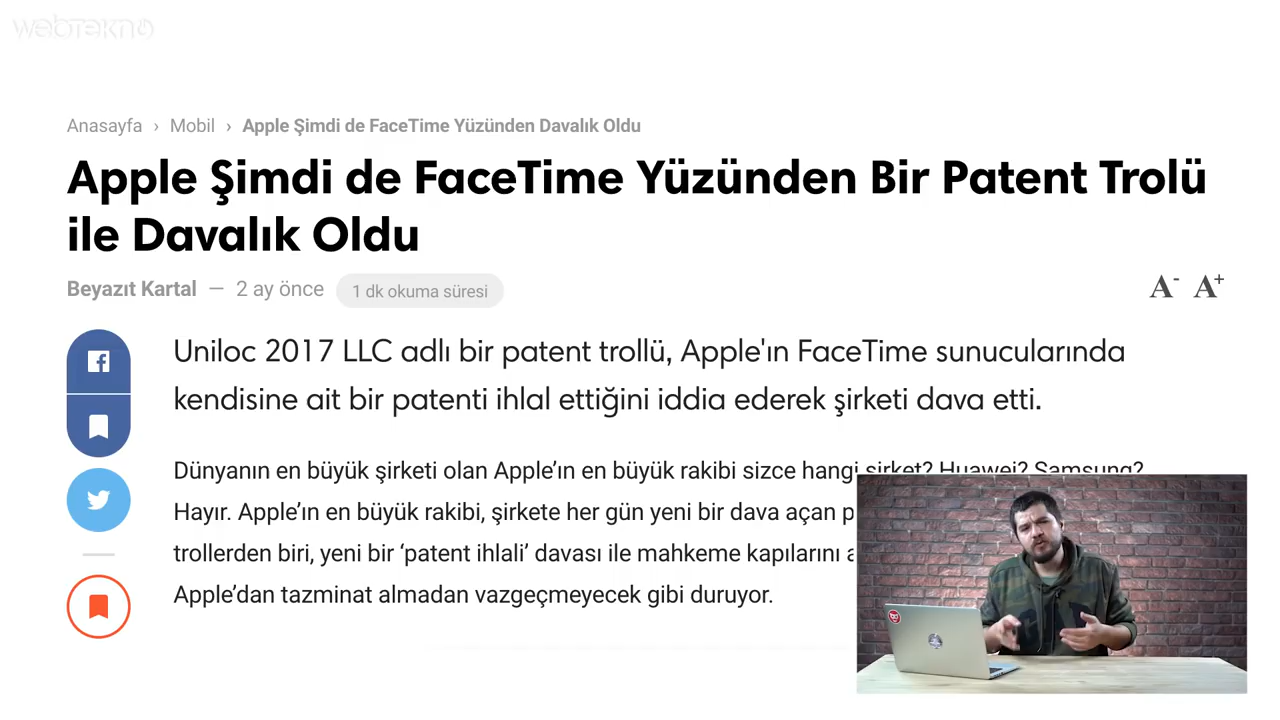 webtekno
Anasayfa › Mobil › Apple Şimdi de FaceTime Yüzünden Davalık Oldu
Apple Şimdi de FaceTime Yüzünden Bir Patent Trolü
ile Davalık Oldu
Beyazıt Kartal — 2 ay önce 1 dk okuma süresi
A- A+
Uniloc 2017 LLC adlı bir patent trollü, Apple'ın FaceTime sunucularında
kendisine ait bir patenti ihlal ettiğini iddia ederek şirketi dava etti.
Dünyanın en büyük şirketi olan Apple’ın en büyük rakibi sizce hangi şirket? Huawei? Samsung?
Hayır. Apple’ın en büyük rakibi, şirkete her gün yeni bir dava açan
trollerden biri, yeni bir ‘patent ihlali’ davası ile mahkeme kapılarını
Apple’dan tazminat almadan vazgeçmeyecek gibi duruyor.